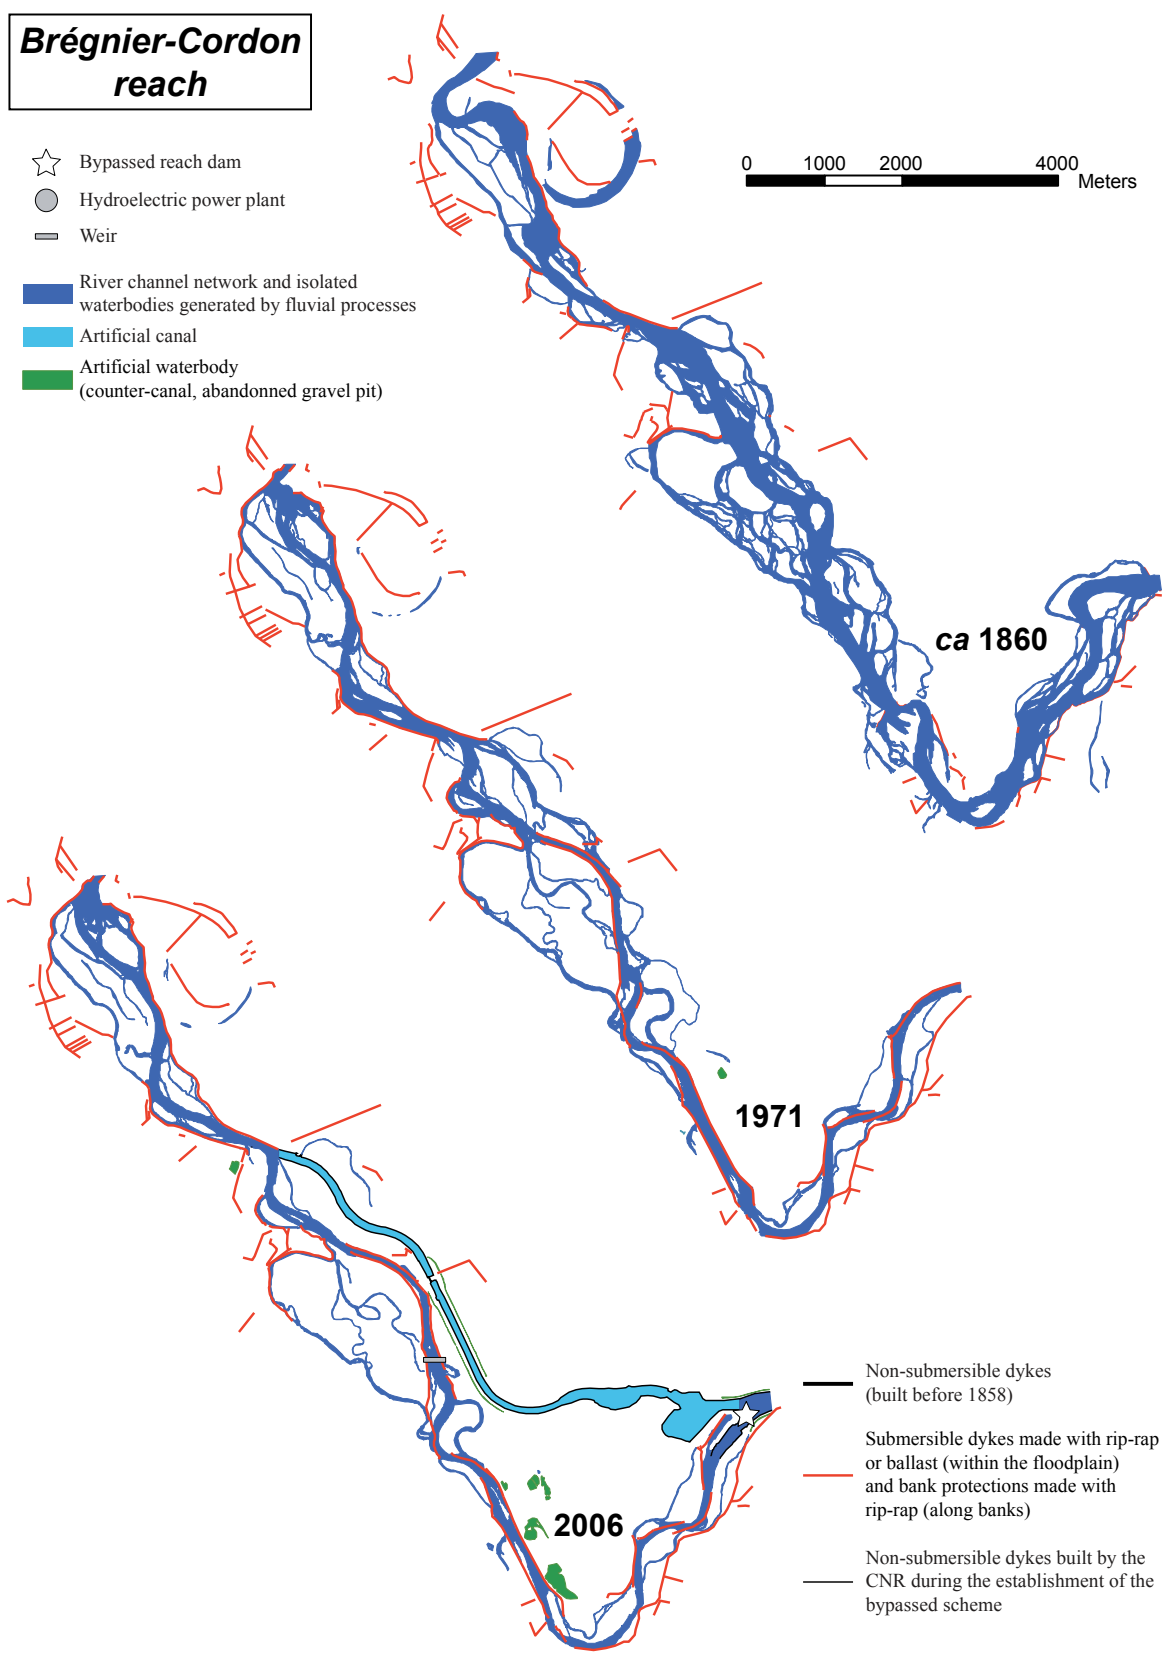 Brégnier-Cordon
reach
Bypassed reach dam
Hydroelectric power plant
Weir
River channel network and isolated
waterbodies generated by fluvial processes
Artificial canal
Artificial waterbody
(counter-canal, abandonned gravel pit)
0 1000 2000 4000
Meters
ca 1860
1971
2006
Non-submersible dykes
(built before 1858)
Submersible dykes made with rip-rap
or ballast (within the floodplain)
and bank protections made with
rip-rap (along banks)
Non-submersible dykes built by the
CNR during the establishment of the
bypassed scheme